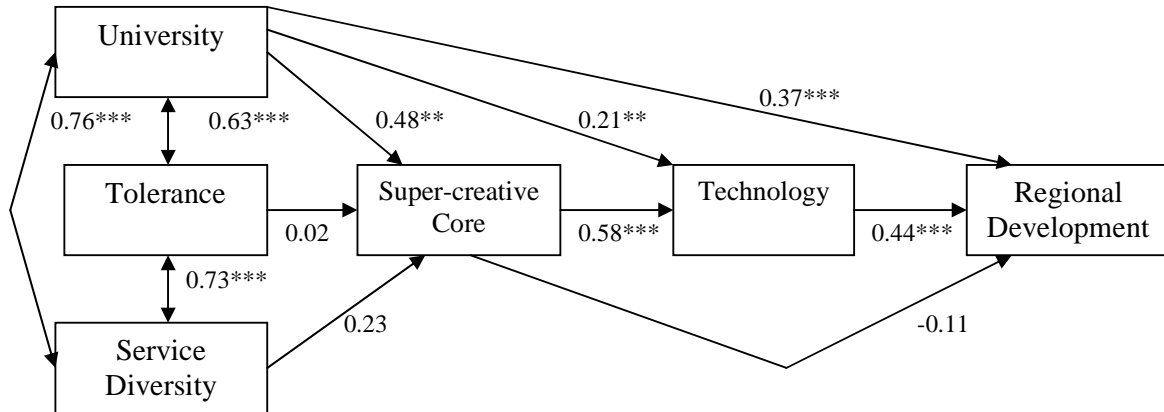 University
0.76***
0.63***
0.48**
0.21**
0.37***
Tolerance
Super-creative
Core
Technology
Regional
Development
0.02
0.58***
0.44***
0.73***
0.23
-0.11
Service
Diversity